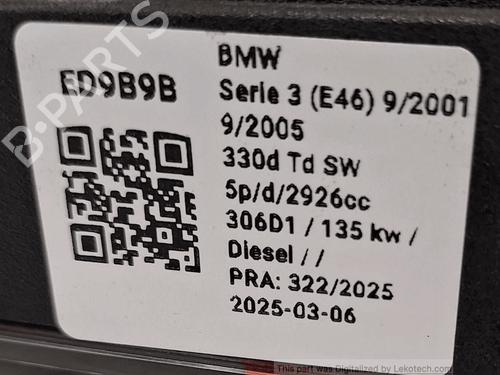 BMW
ED9B9B
Serie 3 (E46) 9/2001
9/2005
330d Td SW
5p/d/2926cc
306D1 / 135 kw /
Diesel / /
PRA: 322/2025
2025-03-06
B-PARTS
This part was Digitalized by Lekotech.com